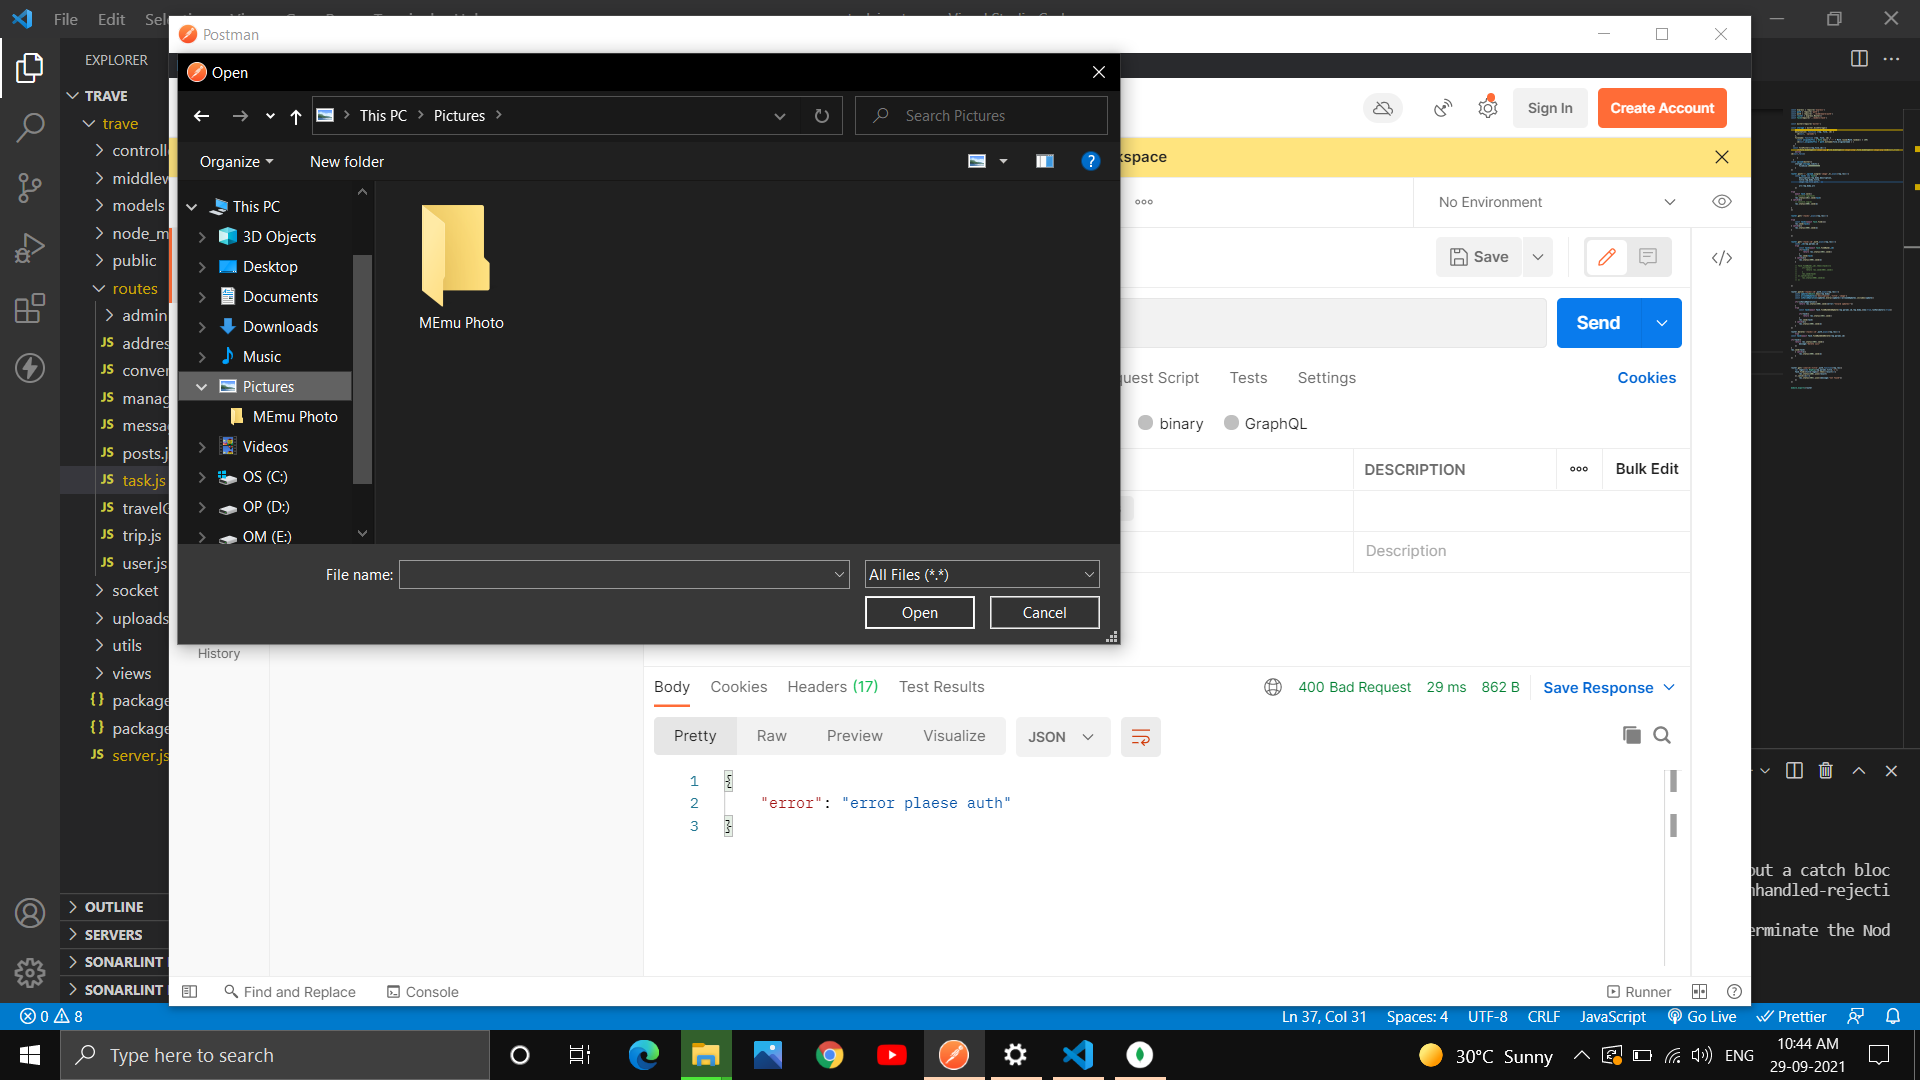 File Edit
Postman
Open
This PC Pictures
Search Pictures
Organize New folder
This PC
3D Objects
Desktop
Documents
Downloads
Music
Pictures
MEmu Photo
Videos
OS (C:)
OP (D:)
OM (E:)
MEmu Photo
File name:
All Files (*.*)
Open Cancel
EXPLORER
TRAVE
trave
controlle
middlew
models
node_m
public
routes
admin
addres
conver
manag
messag
posts.j
task.js
travelG
trip.js
user.js
socket
uploads
utils
views
package
package
server.js
OUTLINE
SERVERS
SONARLINT
SONARLINT
Sign In Create Account
kspace
No Environment
Save
Send
quest Script Tests Settings Cookies
binary GraphQL
DESCRIPTION Bulk Edit
Description
History
Body Cookies Headers (17) Test Results 400 Bad Request 29 ms 862 B Save Response
Pretty Raw Preview Visualize JSON
1 {
2 "error": "error plaese auth"
3 }
out a catch bloc
nhandled-rejecti
erminate the Nod
Find and Replace Console Runner
0 8 Ln 37, Col 31 Spaces: 4 UTF-8 CRLF JavaScript Go Live Prettier
Type here to search
30°C Sunny ENG
10:44 AM
29-09-2021